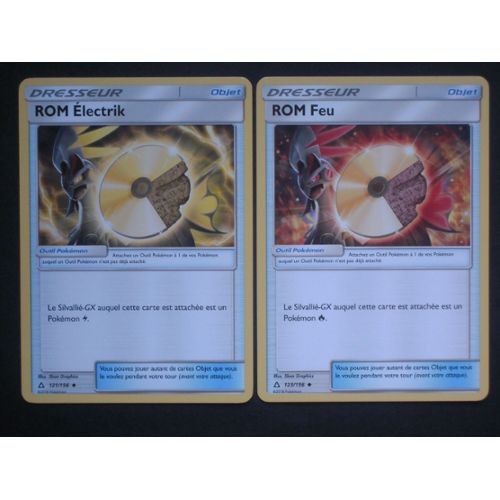 DRESSEUR Objet
ROM Électrik
Outil Pokémon
Attachez un Outil Pokémon à 1 de vos Pokémon
auquel un Outil Pokémon n'est pas déjà attaché.
Le Silvallié-GX auquel cette carte est attachée est un
Pokémon
Vous pouvez jouer autant de cartes Objet que vous
le voulez pendant votre tour (avant votre attaque).
121/156
DRESSEUR Objet
ROM Feu
Outil Pokémon
Attachez un Outil Pokémon à 1 de vos Pokémon
auquel un Outil Pokémon n'est pas déjà attaché.
Le Silvallié-GX auquel cette carte est attachée est un
Pokémon
Vous pouvez jouer autant de cartes Objet que vous
le voulez pendant votre tour (avant votre attaque).
123/156